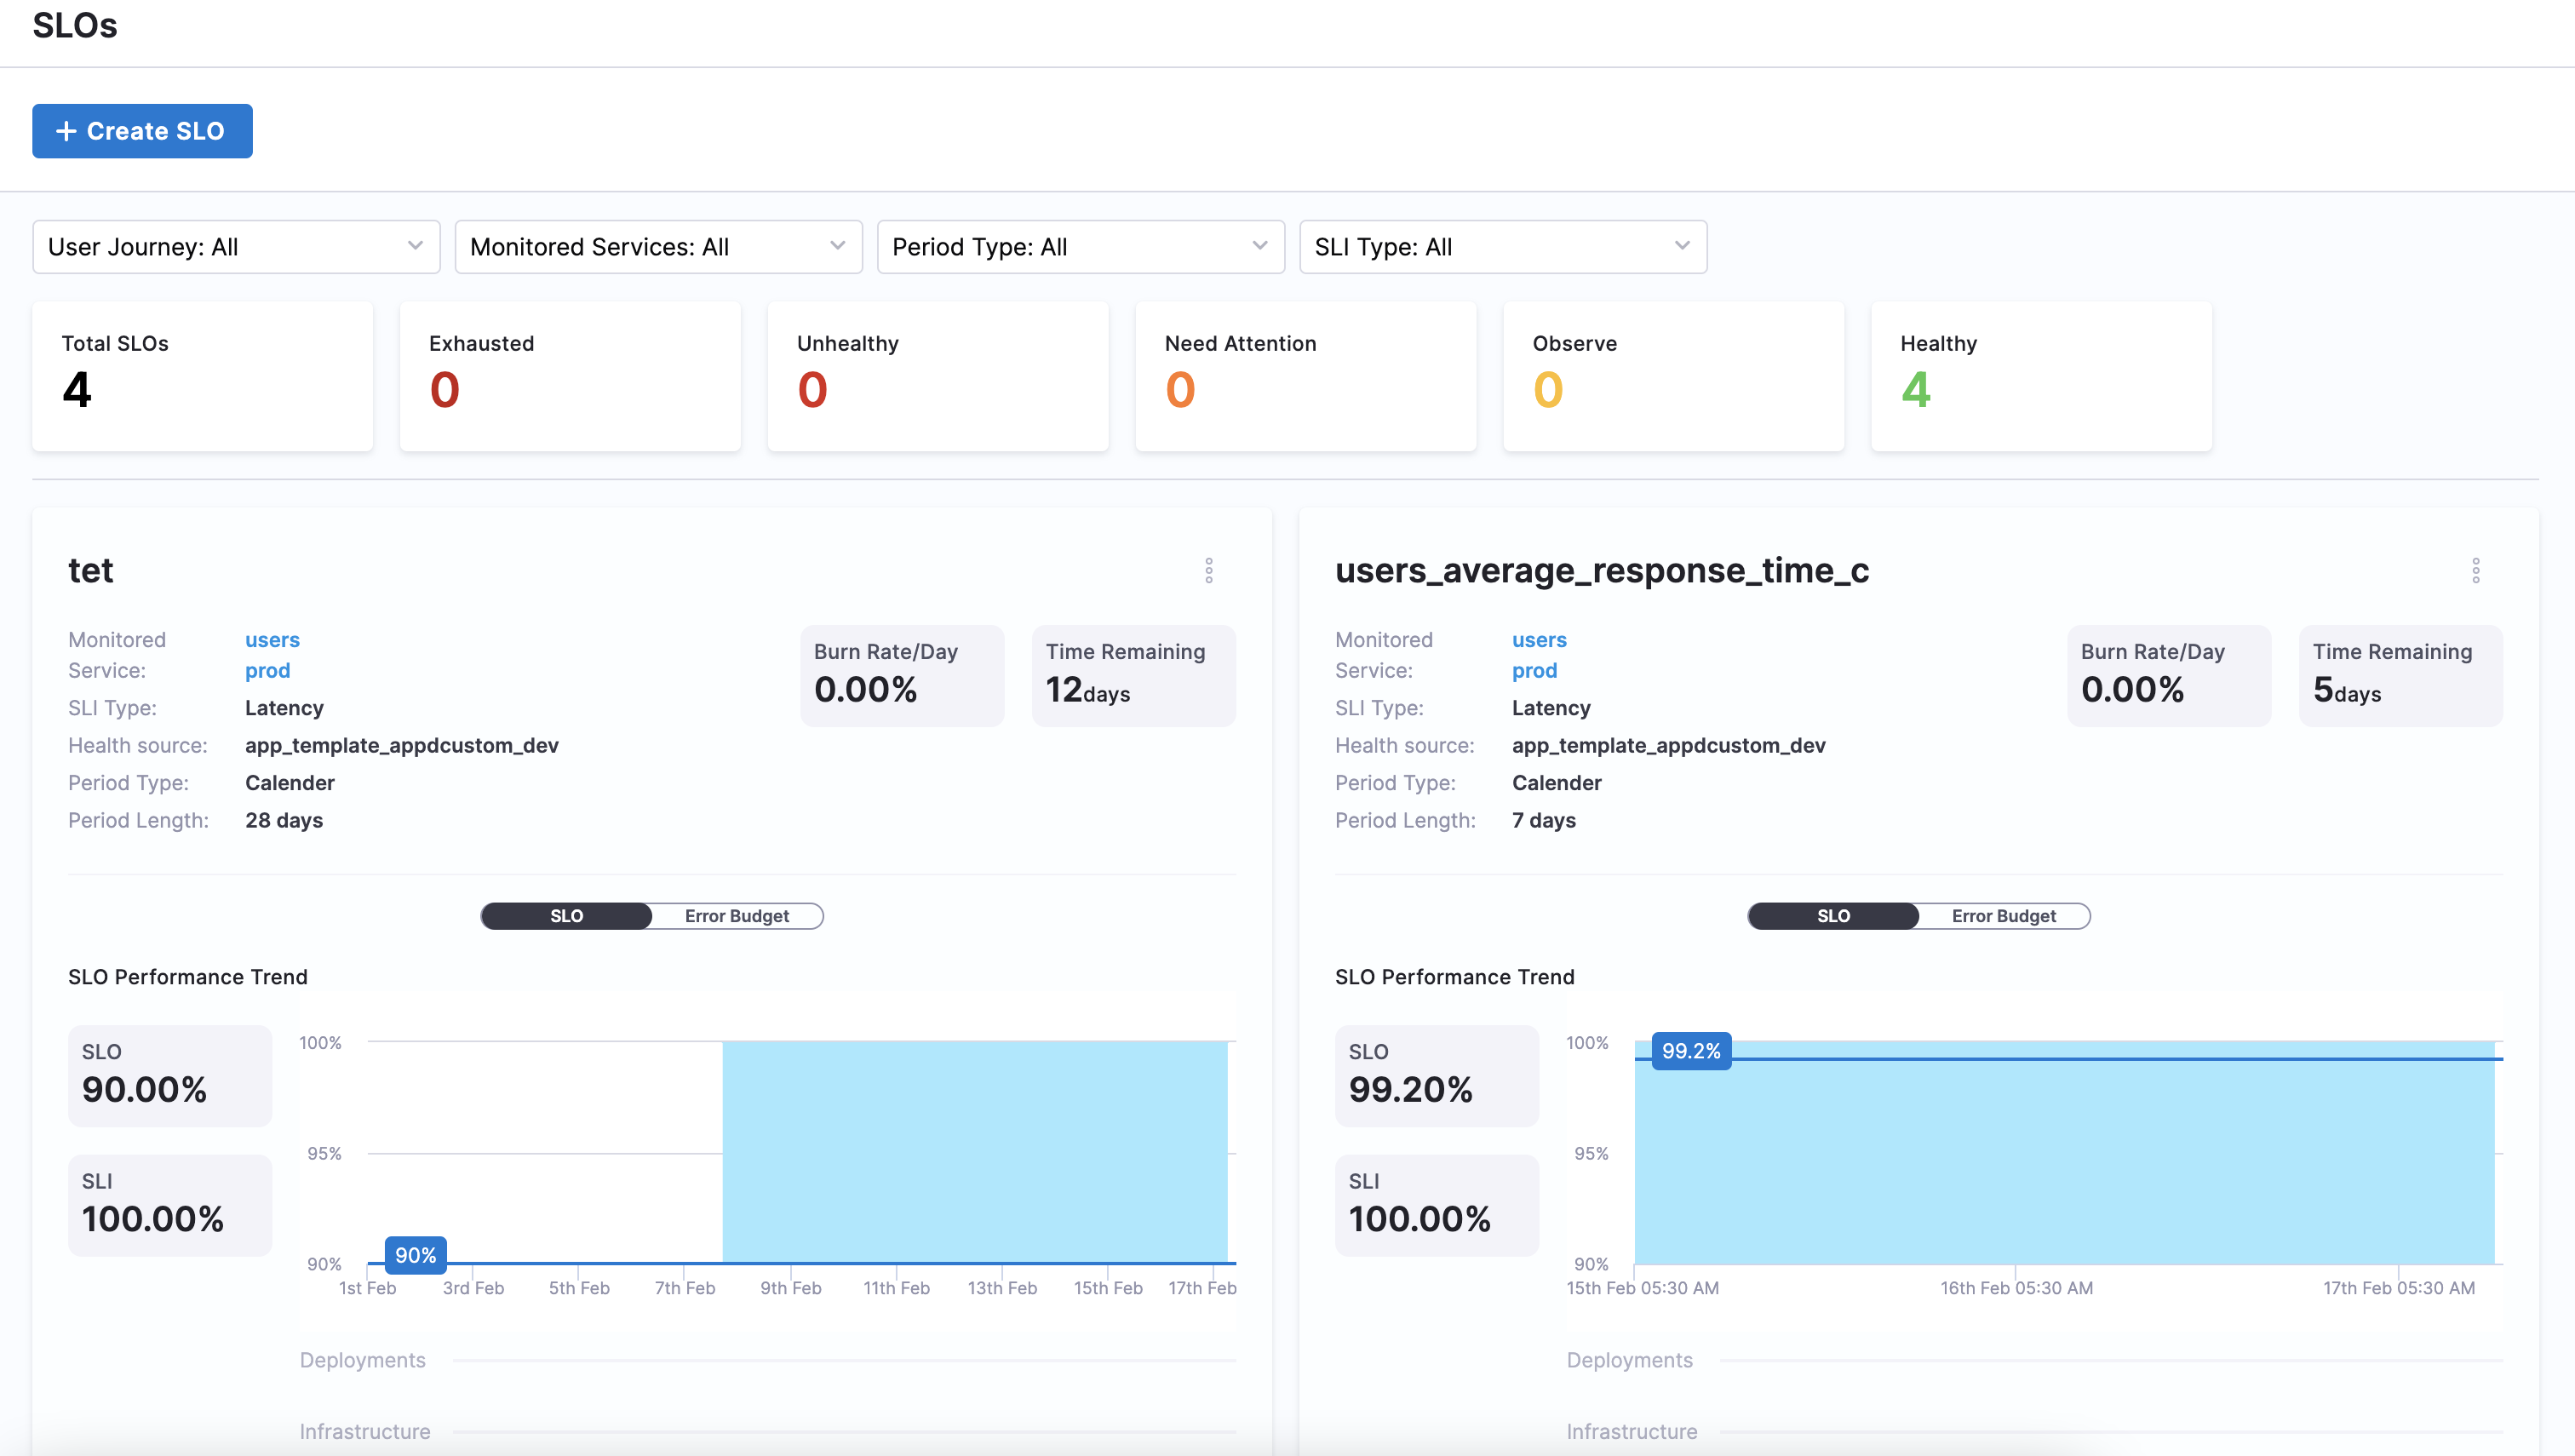 SLOs
+ Create SLO
User Journey: All
Monitored Services: All
Period Type: All
SLI Type: All
Total SLOs
4
Exhausted
0
Unhealthy
0
Need Attention
0
Observe
0
Healthy
4
tet
Monitored Service:
users
prod
SLI Type: Latency
Health source: app_template_appdcustom_dev
Period Type: Calender
Period Length: 28 days
Burn Rate/Day
0.00%
Time Remaining
12days
SLO
Error Budget
SLO Performance Trend
SLO
90.00%
SLI
100.00%
100%
95%
90%
90%
1st Feb
3rd Feb
5th Feb
7th Feb
9th Feb
11th Feb
13th Feb
15th Feb
17th Feb
Deployments
Infrastructure
users_average_response_time_c
Monitored Service:
users
prod
SLI Type: Latency
Health source: app_template_appdcustom_dev
Period Type: Calender
Period Length: 7 days
Burn Rate/Day
0.00%
Time Remaining
5days
SLO
Error Budget
SLO Performance Trend
SLO
99.20%
SLI
100.00%
100%
99.2%
95%
90%
15th Feb 05:30 AM
16th Feb 05:30 AM
17th Feb 05:30 AM
Deployments
Infrastructure